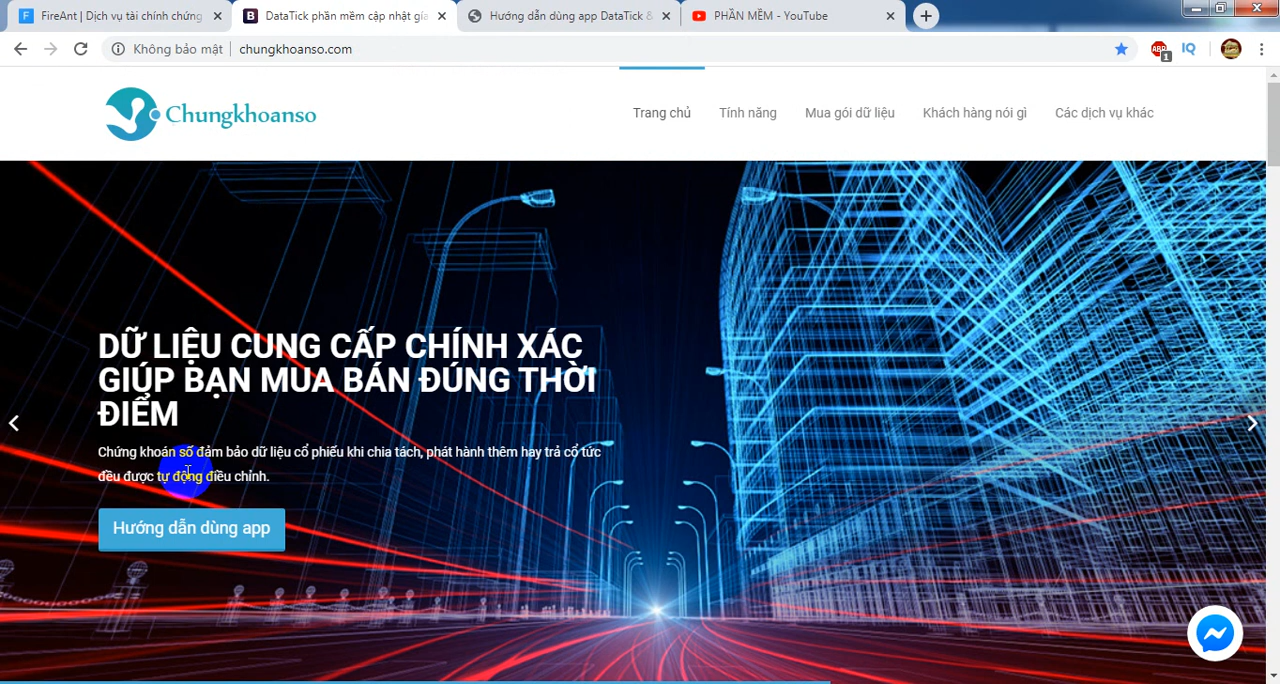 FireAnt | Dịch vụ tài chính chứng
DataTick phần mềm cập nhật giá
Hướng dẫn dùng app DataTick &
PHẦN MỀM - YouTube
Không bảo mật
chungkhoanso.com
ABP
1
IQ
Chungkhoanso
Trang chủ
Tính năng
Mua gói dữ liệu
Khách hàng nói gì
Các dịch vụ khác
DỮ LIỆU CUNG CẤP CHÍNH XÁC
GIÚP BẠN MUA BÁN ĐÚNG THỜI
ĐIỂM
Chứng khoán số đảm bảo dữ liệu cổ phiếu khi chia tách, phát hành thêm hay trả cổ tức
đều được tự động điều chỉnh.
Hướng dẫn dùng app